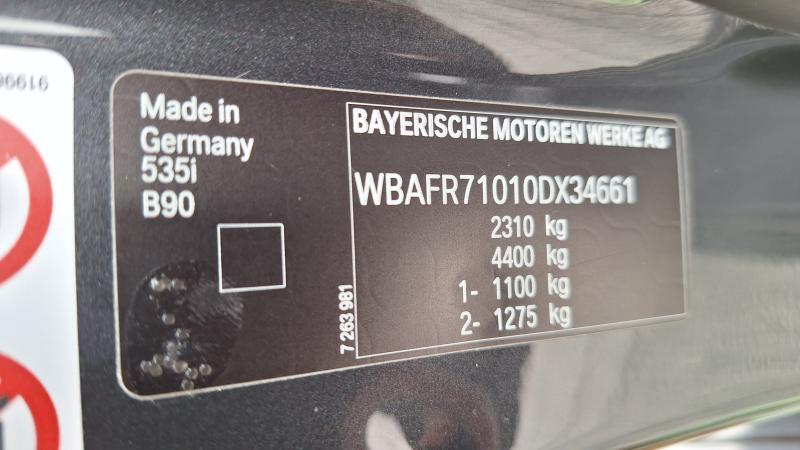 Made in
Germany
535i
B90
BAYERISCHE MOTOREN WERKE AG
WBAFR71010DX34661
2310 kg
4400 kg
1- 1100 kg
2- 1275 kg
7 263 981